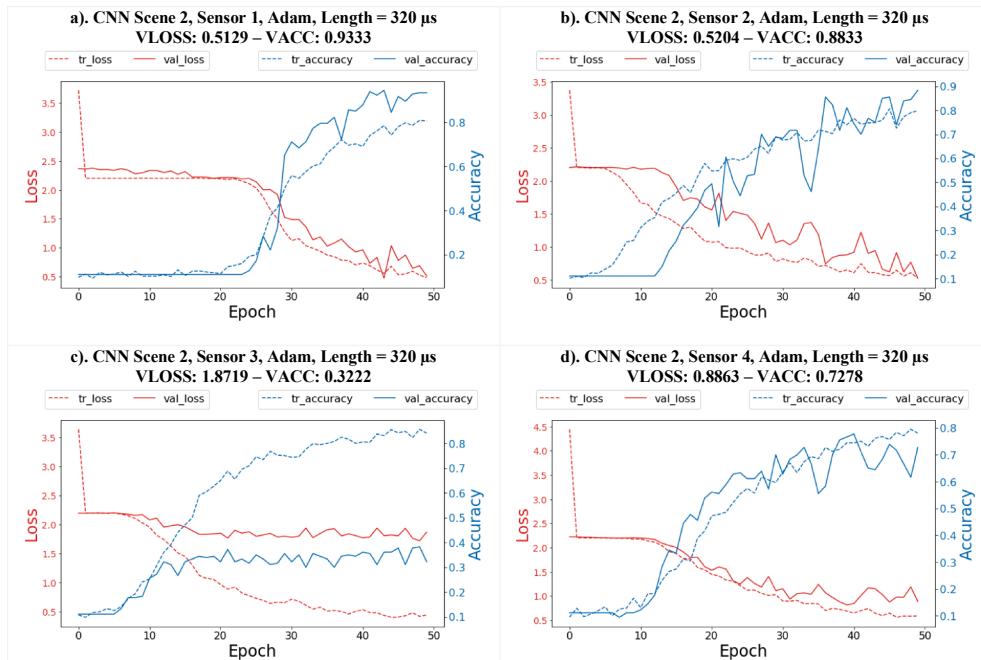 a). CNN Scene 2, Sensor 1, Adam, Length = 320 µs
VLOSS: 0.5129 – VACC: 0.9333
tr_loss val_loss tr_accuracy val_accuracy
3.5
3.0
2.5
2.0
1.5
1.0
0.5
Loss
0.8
0.6
0.4
0.2
Accuracy
0 10 20 30 40 50
Epoch
b). CNN Scene 2, Sensor 2, Adam, Length = 320 µs
VLOSS: 0.5204 – VACC: 0.8833
tr_loss val_loss tr_accuracy val_accuracy
3.5
3.0
2.5
2.0
1.5
1.0
0.5
Loss
0.9
0.8
0.7
0.6
0.5
0.4
0.3
0.2
0.1
Accuracy
0 10 20 30 40 50
Epoch
c). CNN Scene 2, Sensor 3, Adam, Length = 320 µs
VLOSS: 1.8719 – VACC: 0.3222
tr_loss val_loss tr_accuracy val_accuracy
3.5
3.0
2.5
2.0
1.5
1.0
0.5
Loss
0.8
0.7
0.6
0.5
0.4
0.3
0.2
0.1
Accuracy
0 10 20 30 40 50
Epoch
d). CNN Scene 2, Sensor 4, Adam, Length = 320 µs
VLOSS: 0.8863 – VACC: 0.7278
tr_loss val_loss tr_accuracy val_accuracy
4.5
4.0
3.5
3.0
2.5
2.0
1.5
1.0
0.5
Loss
0.8
0.7
0.6
0.5
0.4
0.3
0.2
0.1
Accuracy
0 10 20 30 40 50
Epoch